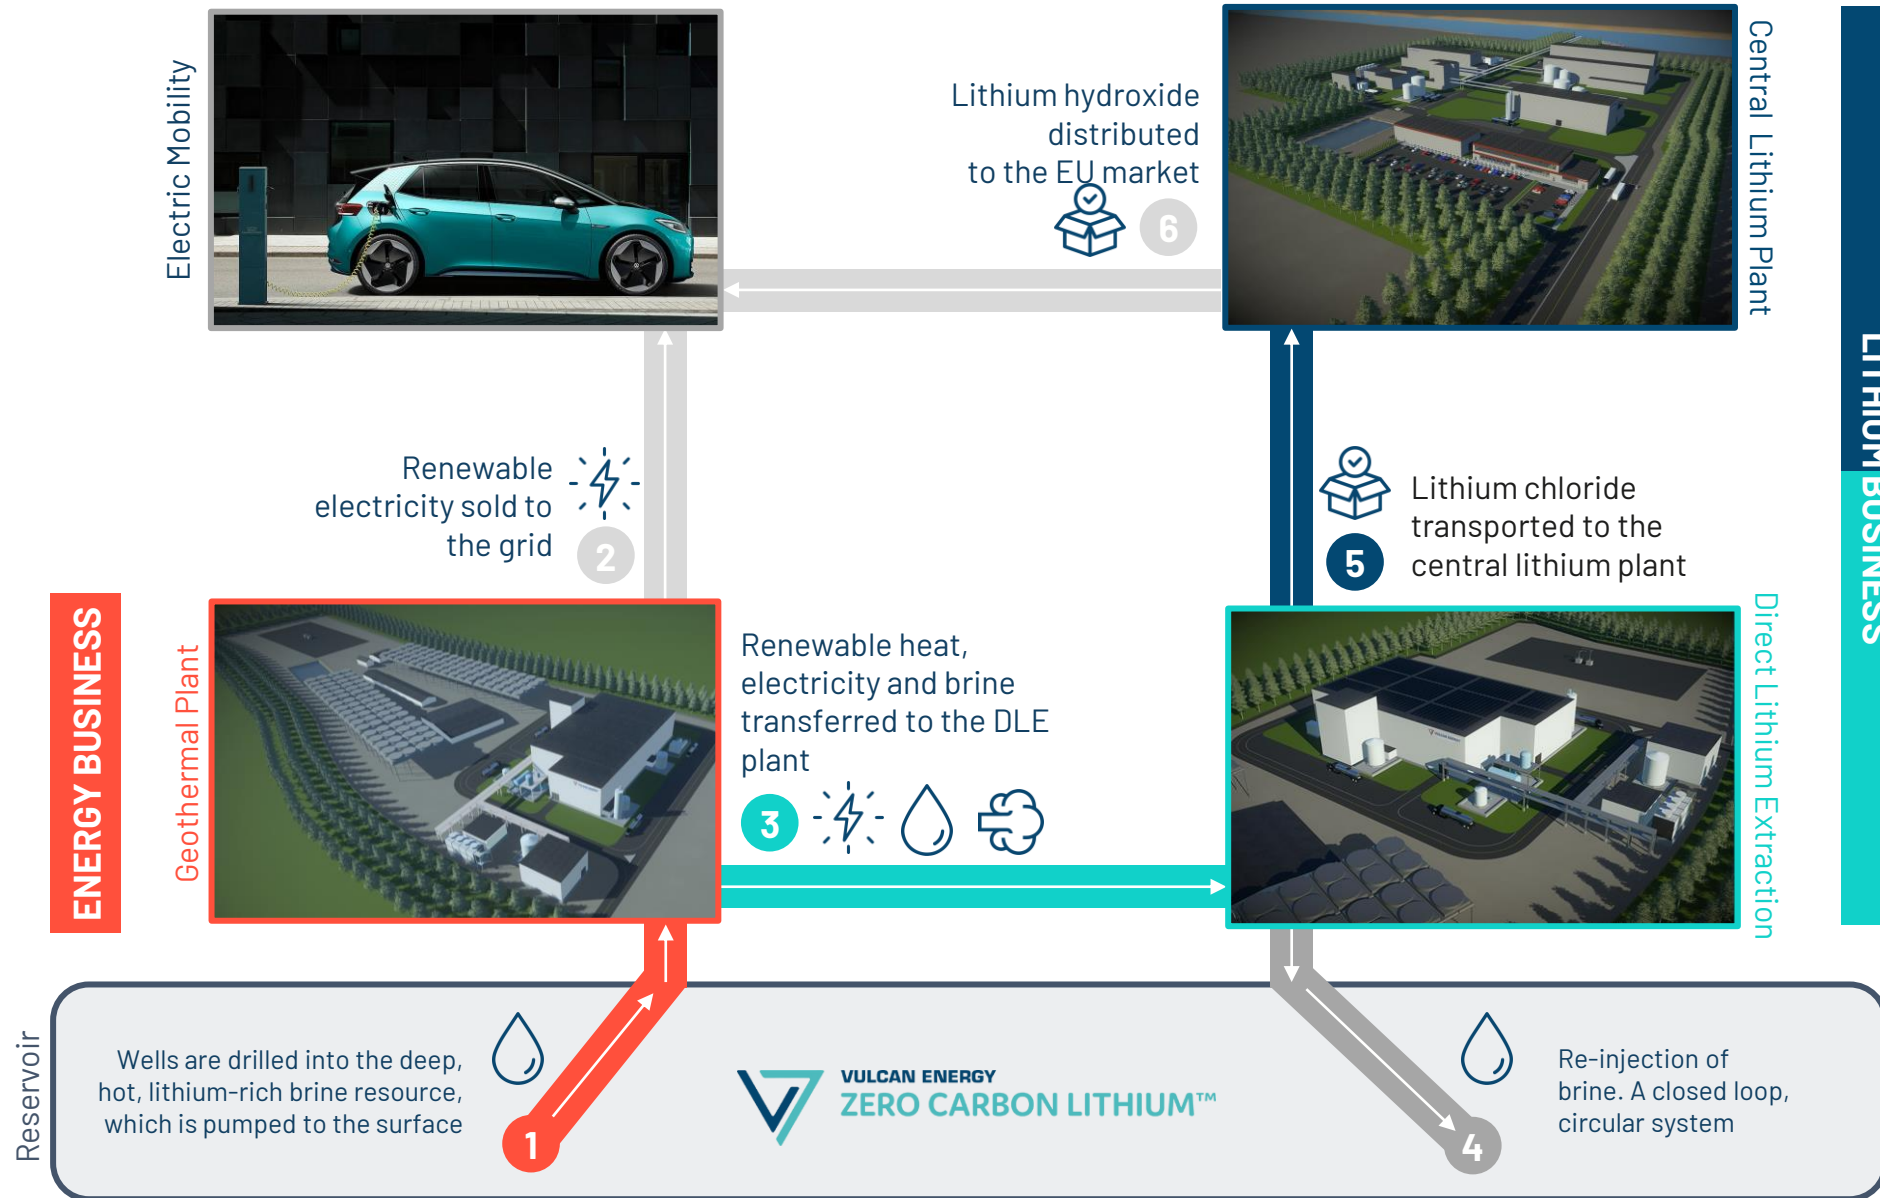 Electric Mobility
Lithium hydroxide
distributed
to the EU market
6
Central Lithium Plant
LITHIUM BUSINESS
Renewable
electricity sold to
the grid
2
5
Lithium chloride
transported to the
central lithium plant
ENERGY BUSINESS
Geothermal Plant
Renewable heat,
electricity and brine
transferred to the DLE
plant
3
Direct Lithium Extraction
Reservoir
Wells are drilled into the deep,
hot, lithium-rich brine resource,
which is pumped to the surface
1
VULCAN ENERGY
ZERO CARBON LITHIUM™
4
Re-injection of
brine. A closed loop,
circular system